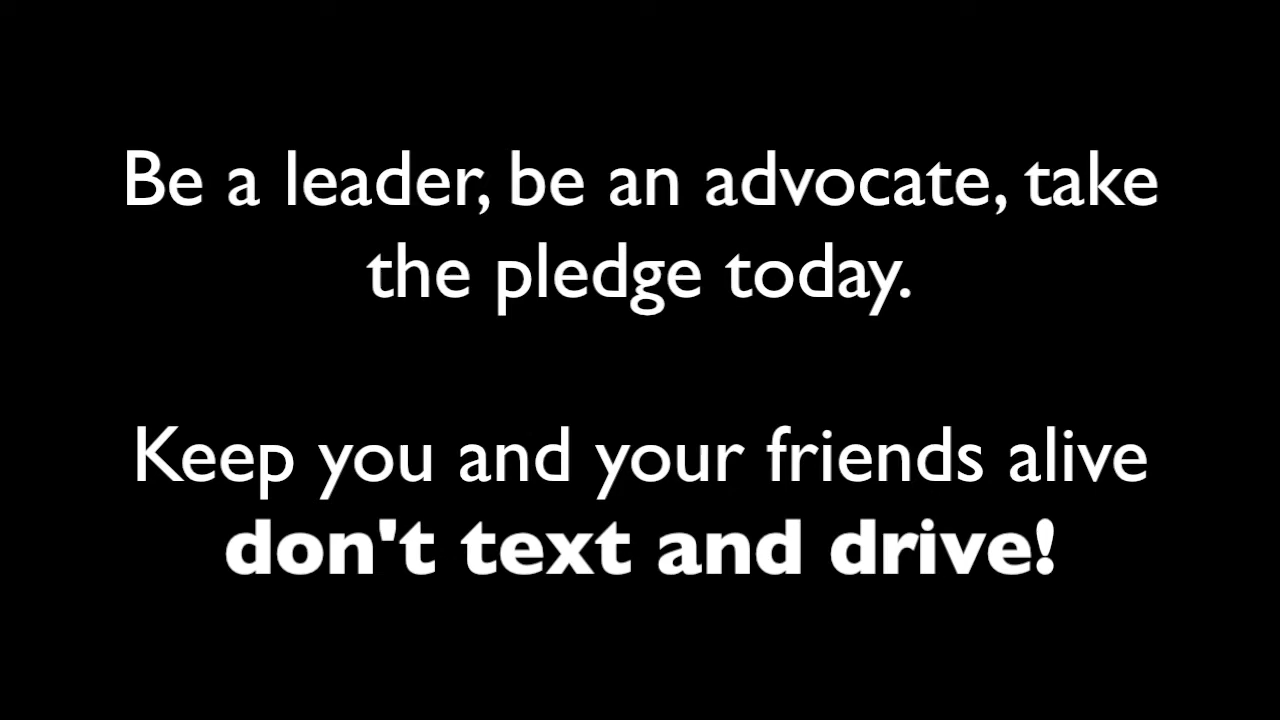 Be a leader, be an advocate, take
the pledge today.
Keep you and your friends alive
don't text and drive!